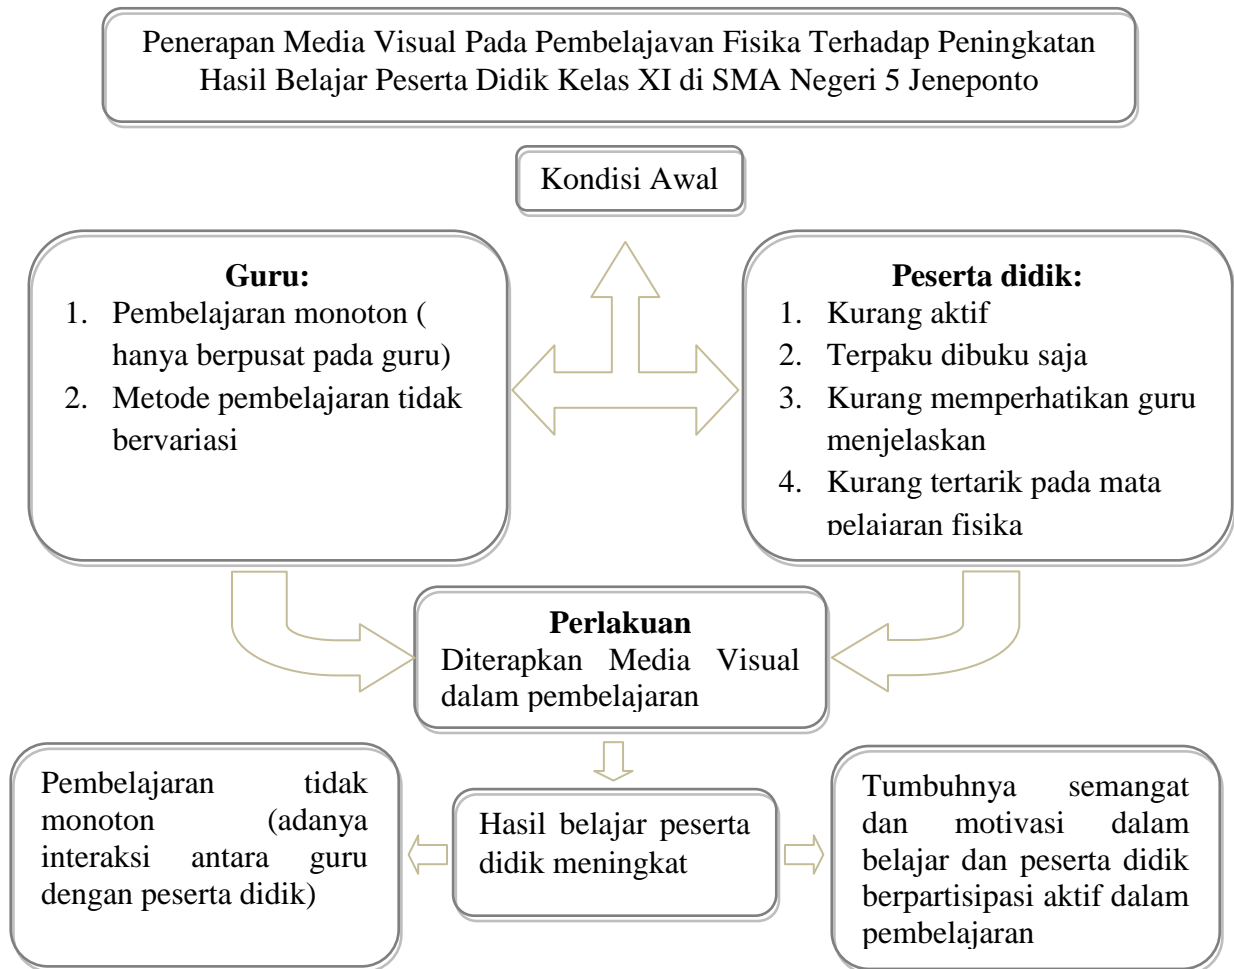 Penerapan Media Visual Pada Pembelajavan Fisika Terhadap Peningkatan
Hasil Belajar Peserta Didik Kelas XI di SMA Negeri 5 Jeneponto
Kondisi Awal
Guru:
1. Pembelajaran monoton (
hanya berpusat pada guru)
2. Metode pembelajaran tidak
bervariasi
Peserta didik:
1. Kurang aktif
2. Terpaku dibuku saja
3. Kurang memperhatikan guru
menjelaskan
4. Kurang tertarik pada mata
pelajaran fisika
Perlakuan
Diterapkan Media Visual
dalam pembelajaran
Pembelajaran tidak
monoton (adanya
interaksi antara guru
dengan peserta didik)
Hasil belajar peserta
didik meningkat
Tumbuhnya semangat
dan motivasi dalam
belajar dan peserta didik
berpartisipasi aktif dalam
pembelajaran